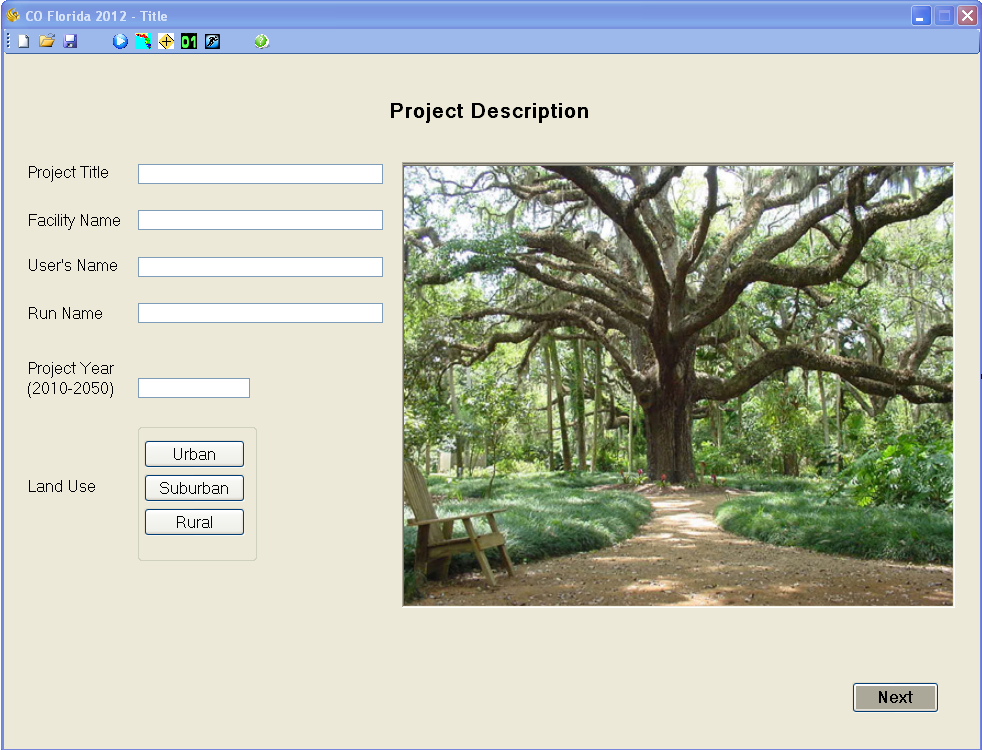 CO Florida 2012 - Title
01
Project Description
Project Title
Facility Name
User's Name
Run Name
Project Year
(2010-2050)
Land Use
Urban
Suburban
Rural
Next